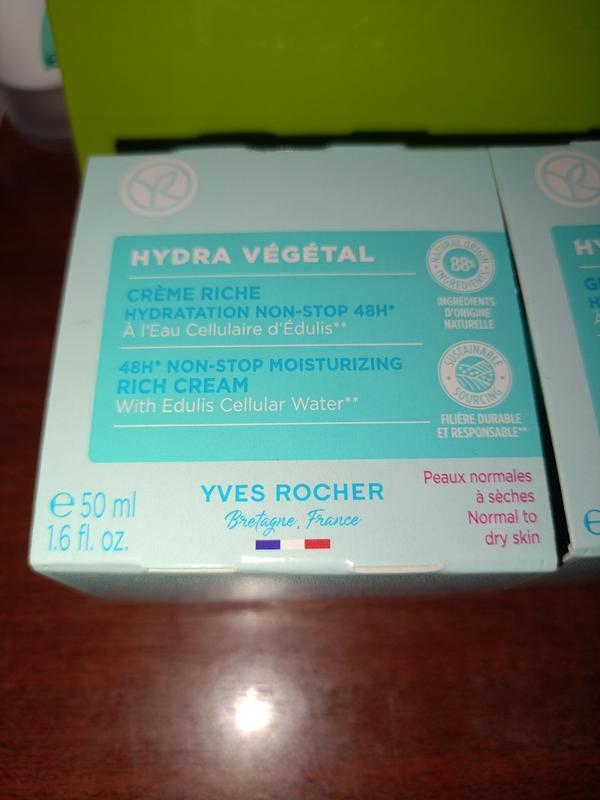 HYDRA VÉGÉTAL
CRÈME RICHE
HYDRATATION NON-STOP 48H*
À l'Eau Cellulaire d'Édulis**
48H* NON-STOP MOISTURIZING
RICH CREAM
With Edulis Cellular Water**
NATURAL ORIGIN
88%
INGREDIENTS
INGRÉDIENTS
D'ORIGINE
NATURELLE
SUSTAINABLE
SOURCING
FILIÈRE DURABLE
ET RESPONSABLE**
e 50 ml
1.6 fl. oz.
YVES ROCHER
Bretagne, France
Peaux normales
à sèches
Normal to
dry skin